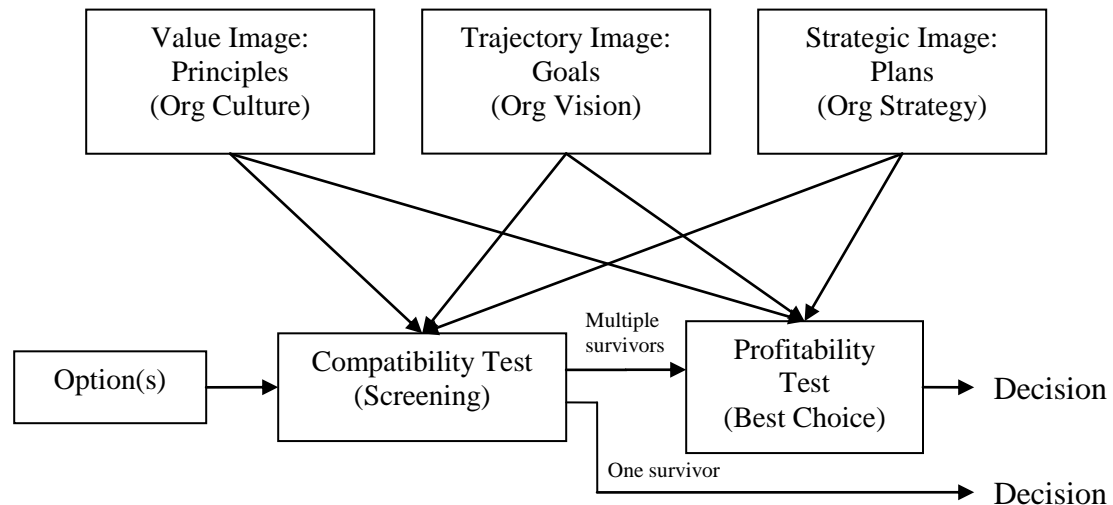 Value Image:
Principles
(Org Culture)
Trajectory Image:
Goals
(Org Vision)
Strategic Image:
Plans
(Org Strategy)
Option(s)
Compatibility Test
(Screening)
Multiple
survivors
Profitability
Test
(Best Choice)
Decision
One survivor
Decision